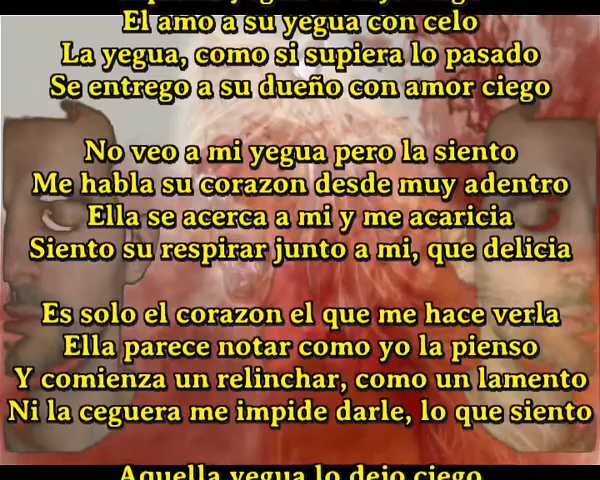 El amo a su yegua con celo
La yegua, como si supiera lo pasado
Se entrego a su dueño con amor ciego
No veo a mi yegua pero la siento
Me habla su corazon desde muy adentro
Ella se acerca a mi y me acaricia
Siento su respirar junto a mi, que delicia
Es solo el corazon el que me hace verla
Ella parece notar como yo la pienso
Y comienza un relinchar, como un lamento
Ni la ceguera me impide darle, lo que siento
Aquella yegua lo dejo ciego